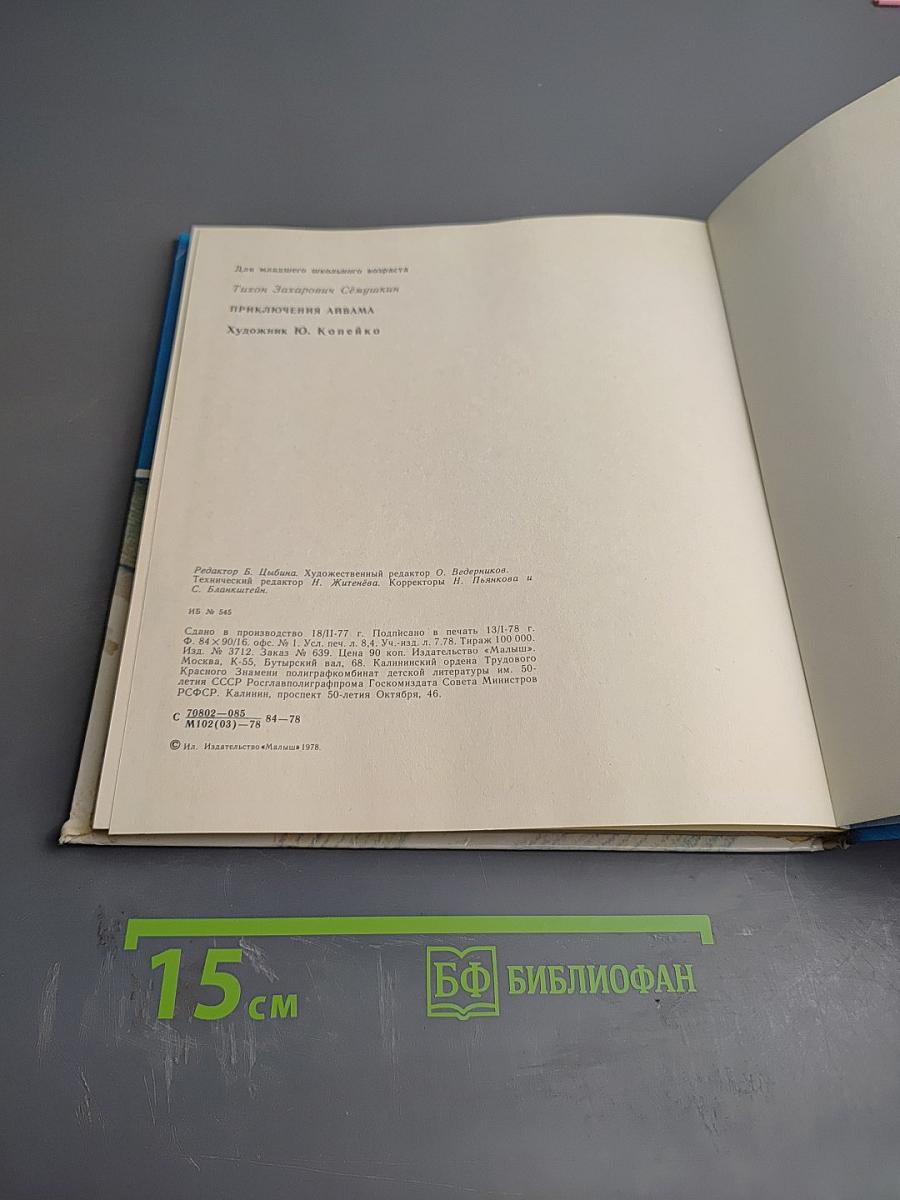 Для младшего школьного возраста
Тихон Захарович Сёмушкин
ПРИКЛЮЧЕНИЯ АЙВАМА
Художник Ю. Копейко
Редактор Б. Цыбина. Художественный редактор О. Ведерников.
Технический редактор Н. Житенёва. Корректоры Н. Пьянкова и
С. Бланкштейн.
ИБ № 545
Сдано в производство 18/II-77 г. Подписано в печать 13/I-78 г.
Ф. 84×90/16. офс. № 1. Усл. печ. л. 8,4. Уч.-изд. л. 7.78. Тираж 100 000.
Изд. № 3712. Заказ № 639. Цена 90 коп. Издательство «Малыш».
Москва, К-55, Бутырский вал, 68. Калининский ордена Трудового
Красного Знамени полиграфкомбинат детской литературы им. 50-
летия СССР Росглавполиграфпрома Госкомиздата Совета Министров
РСФСР. Калинин, проспект 50-летия Октября, 46.
С 70802—085 84—78
М102(03)—78
© Ил. Издательство «Малыш» 1978.
15 см
БФ БИБЛИОФАН